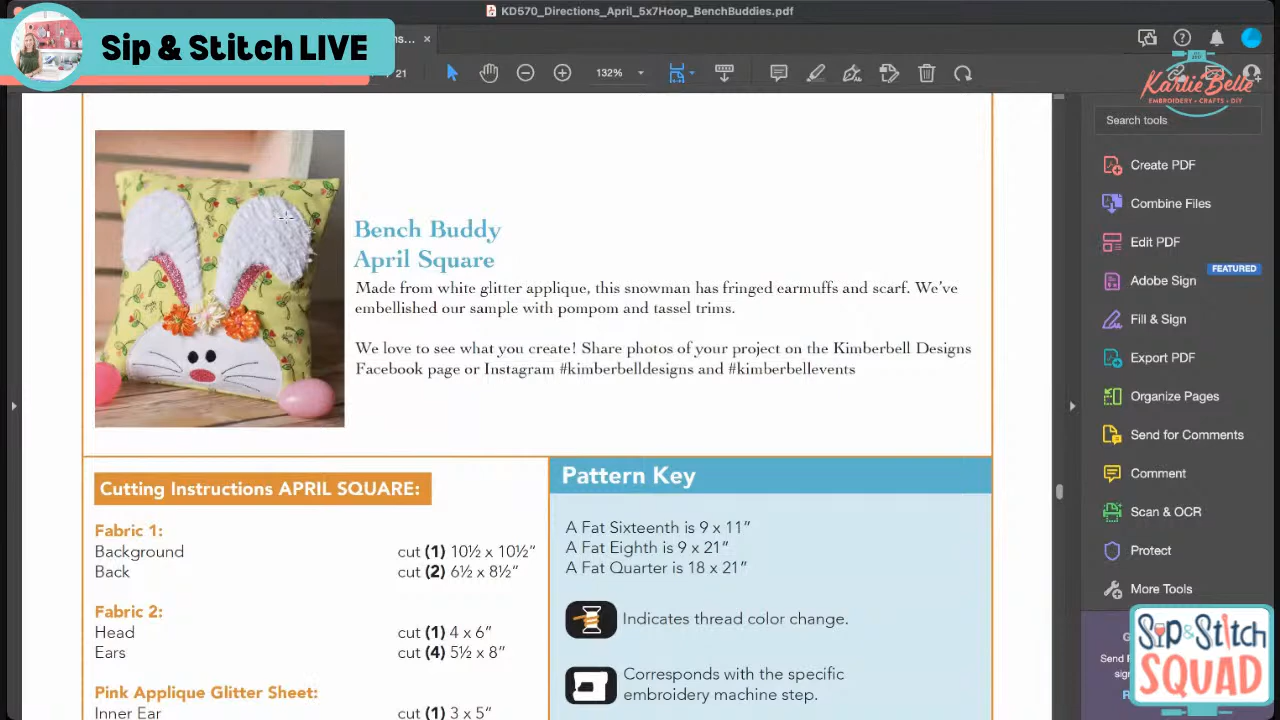 KD570_Directions_April_5x7Hoop_BenchBuddies.pdf
Sip & Stitch LIVE
ns... ×
21
132%
Karlie Belle
EMBROIDERY • CRAFTS • DIY
Search tools
Create PDF
Combine Files
Edit PDF
FEATURED
Adobe Sign
Fill & Sign
Export PDF
Organize Pages
Send for Comments
Comment
Scan & OCR
Protect
More Tools
Bench Buddy
April Square
Made from white glitter applique, this snowman has fringed earmuffs and scarf. We've
embellished our sample with pompom and tassel trims.
We love to see what you create! Share photos of your project on the Kimberbell Designs
Facebook page or Instagram #kimberbelldesigns and #kimberbellevents
Cutting Instructions APRIL SQUARE:
Fabric 1:
Background cut (1) 10½ x 10½"
Back cut (2) 6½ x 8½"
Fabric 2:
Head cut (1) 4 x 6"
Ears cut (4) 5½ x 8"
Pink Applique Glitter Sheet:
Inner Ear cut (1) 3 x 5"
Pattern Key
A Fat Sixteenth is 9 x 11"
A Fat Eighth is 9 x 21"
A Fat Quarter is 18 x 21"
Indicates thread color change.
Corresponds with the specific
embroidery machine step.
Sip & Stitch
SQUAD